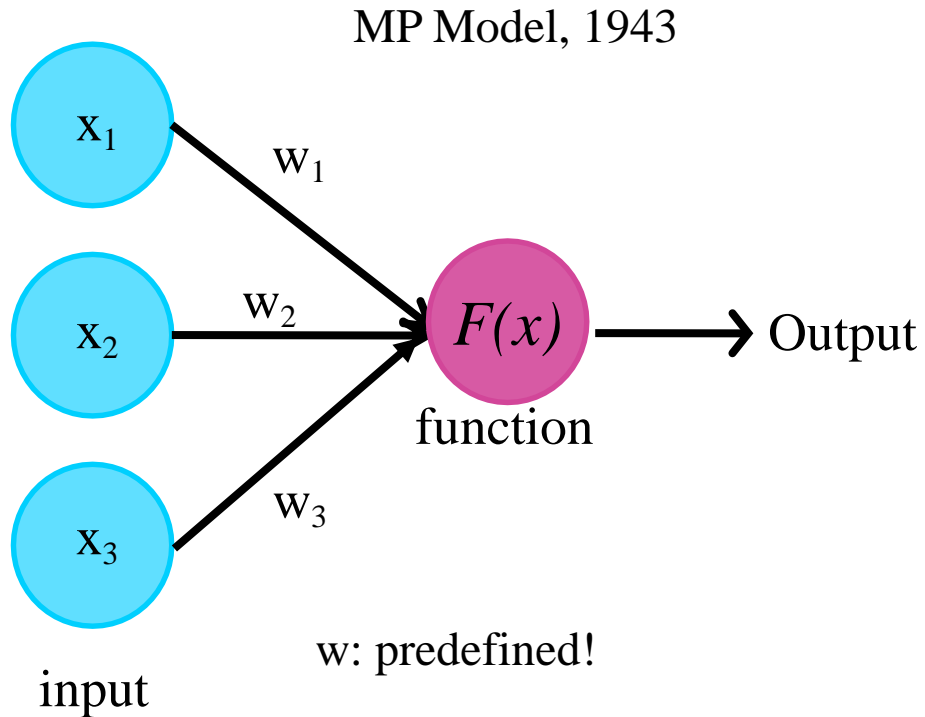 MP Model, 1943
x₁
w₁
w₂
x₂
F(x)
Output
function
w₃
x₃
w: predefined!
input